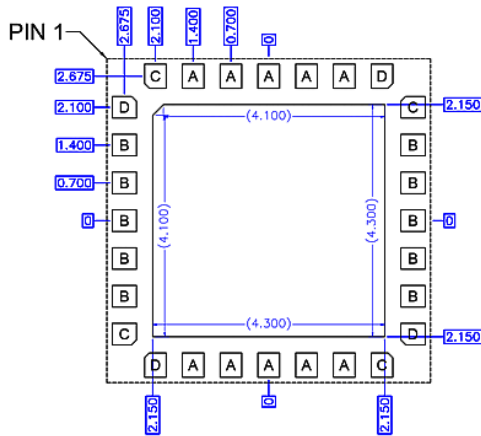 PIN 1
2.675
2.100
1.400
0.700
0
2.675
C A A A A A D
2.100
D
C
2.150
(4.100)
1.400
B
B
0.700
B
B
(4.100)
(4.300)
0
B
B
0
B
B
B
B
(4.300)
C
D
2.150
D A A A A A C
2.150
0
2.150